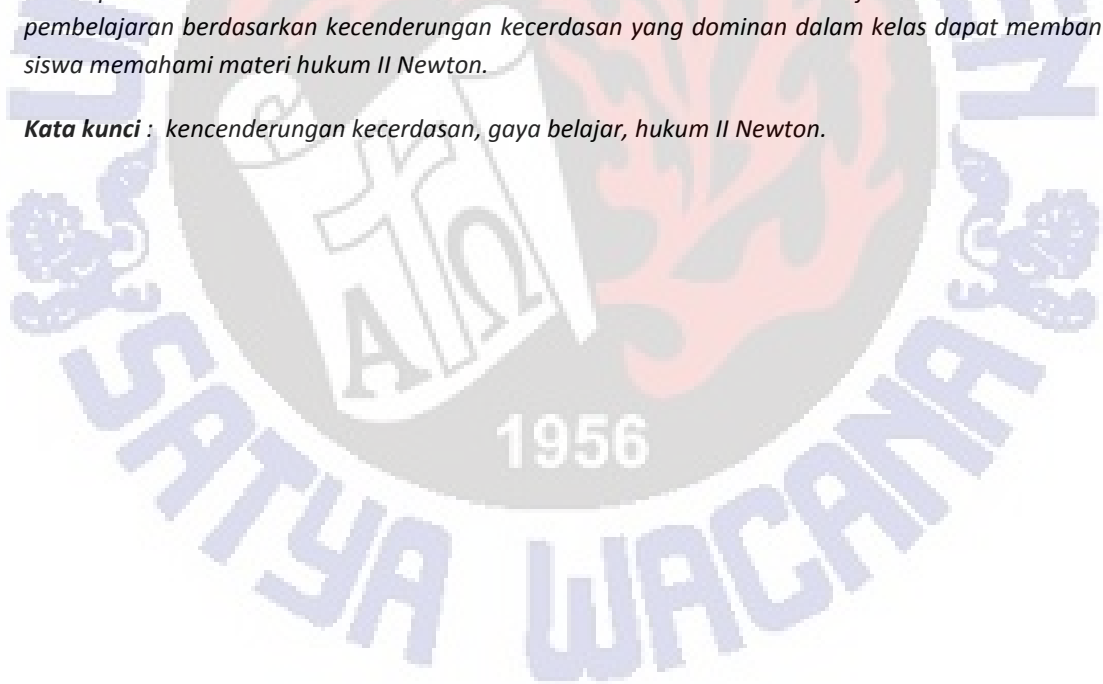 pembelajaran berdasarkan kecenderungan kecerdasan yang dominan dalam kelas dapat memban
siswa memahami materi hukum II Newton.
Kata kunci : kencenderungan kecerdasan, gaya belajar, hukum II Newton.
Α Ω
1956
SATYA WACANA